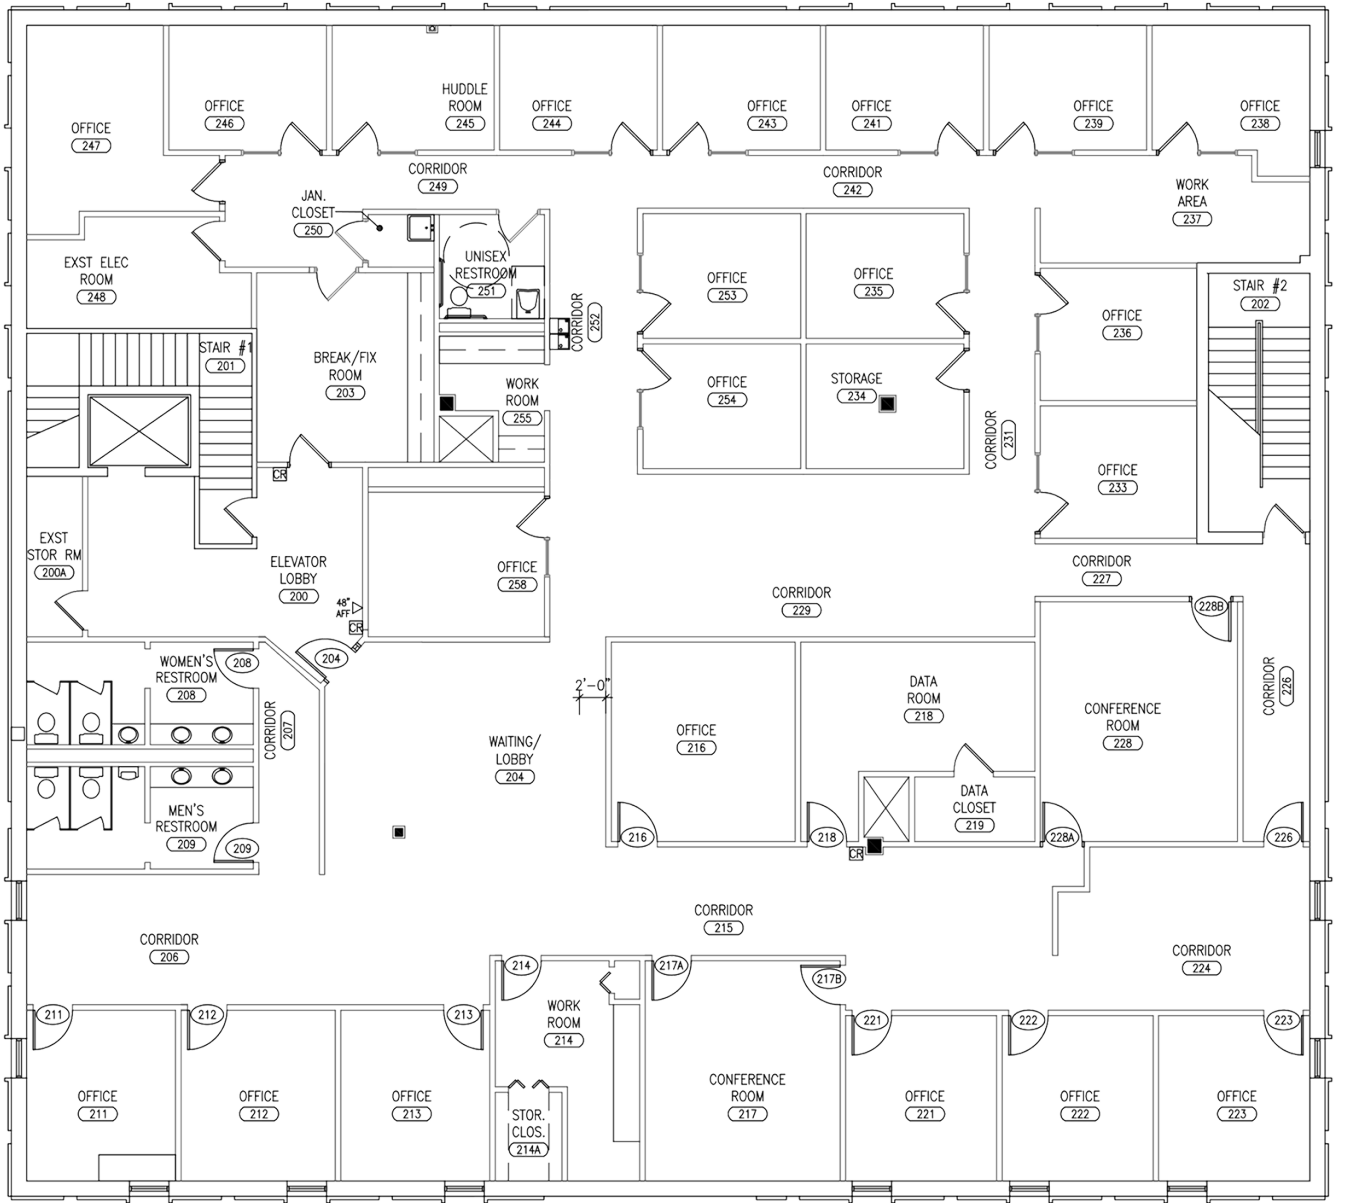 OFFICE
247
OFFICE
246
HUDDLE
ROOM
245
OFFICE
244
OFFICE
243
OFFICE
241
OFFICE
239
OFFICE
238
CORRIDOR
249
CORRIDOR
242
WORK
AREA
237
JAN.
CLOSET
250
EXST ELEC
ROOM
248
UNISEX
RESTROOM
251
CORRIDOR
252
OFFICE
253
OFFICE
235
OFFICE
236
STAIR #2
202
STAIR #1
201
BREAK/FIX
ROOM
203
WORK
ROOM
255
OFFICE
254
STORAGE
234
CORRIDOR
231
OFFICE
233
CR
EXST
STOR RM
200A
ELEVATOR
LOBBY
200
48"
AFF
CR
OFFICE
258
CORRIDOR
229
CORRIDOR
227
228B
WOMEN'S
RESTROOM
208
208
204
CORRIDOR
207
2'-0"
WAITING/
LOBBY
204
OFFICE
216
DATA
ROOM
218
CONFERENCE
ROOM
228
CORRIDOR
226
MEN'S
RESTROOM
209
209
216
218
CR
DATA
CLOSET
219
228A
226
CORRIDOR
206
CORRIDOR
215
CORRIDOR
224
214
217A
217B
211
212
213
WORK
ROOM
214
221
222
223
OFFICE
211
OFFICE
212
OFFICE
213
STOR.
CLOS.
214A
CONFERENCE
ROOM
217
OFFICE
221
OFFICE
222
OFFICE
223